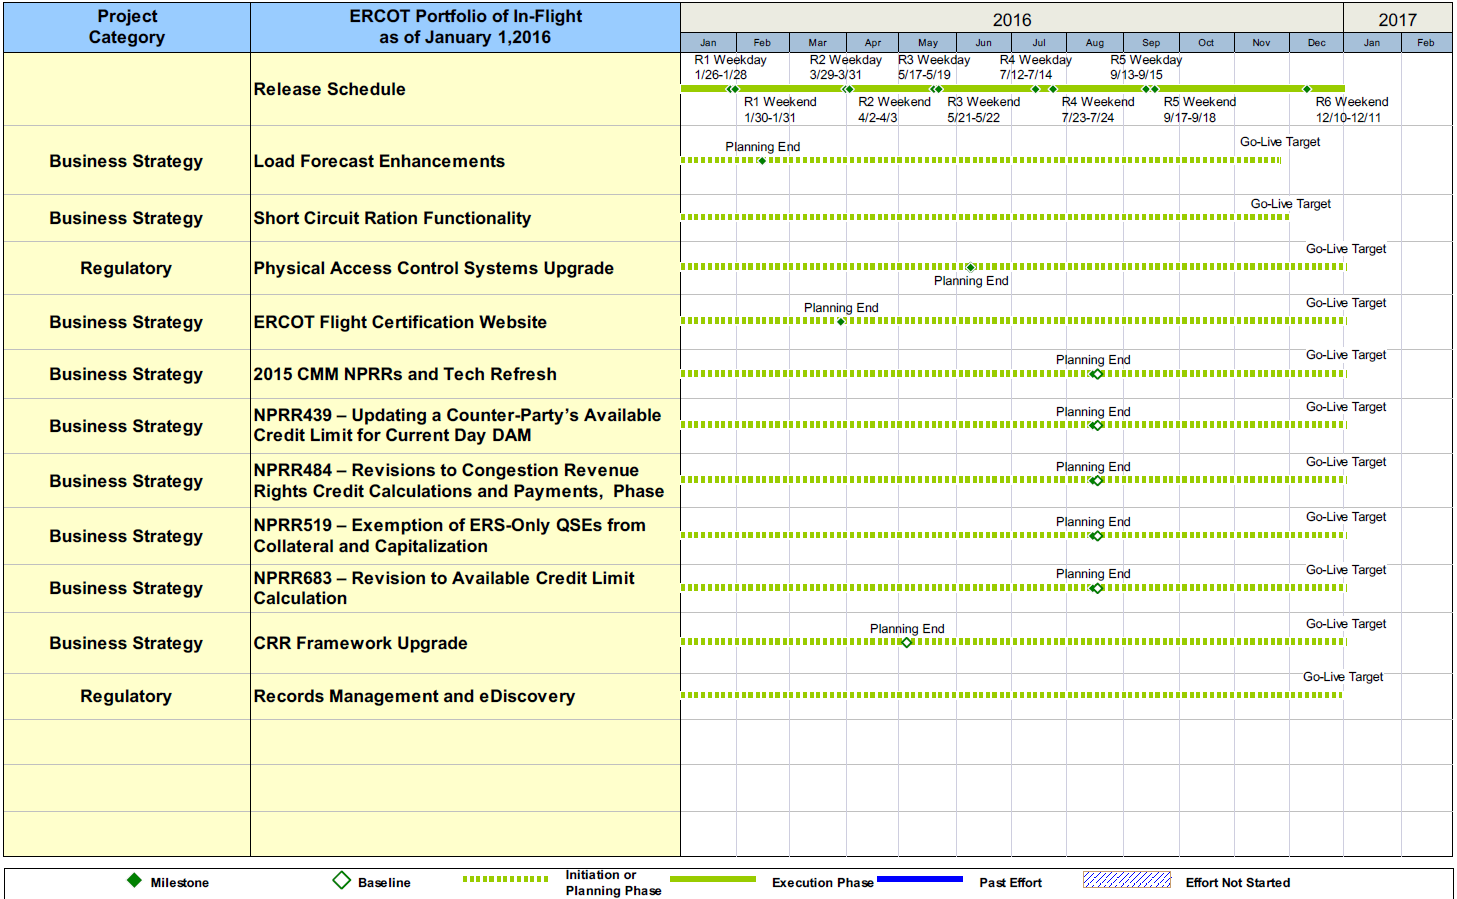 Project
Category
ERCOT Portfolio of In-Flight
as of January 1,2016
2016
2017
Jan Feb Mar Apr May Jun Jul Aug Sep Oct Nov Dec Jan Feb
Release Schedule
R1 Weekday R2 Weekday R3 Weekday R4 Weekday R5 Weekday
1/26-1/28 3/29-3/31 5/17-5/19 7/12-7/14 9/13-9/15
R1 Weekend R2 Weekend R3 Weekend R4 Weekend R5 Weekend R6 Weekend
1/30-1/31 4/2-4/3 5/21-5/22 7/23-7/24 9/17-9/18 12/10-12/11
Business Strategy
Load Forecast Enhancements
Planning End
Go-Live Target
Business Strategy
Short Circuit Ration Functionality
Go-Live Target
Regulatory
Physical Access Control Systems Upgrade
Go-Live Target
Planning End
Business Strategy
ERCOT Flight Certification Website
Planning End
Go-Live Target
Business Strategy
2015 CMM NPRRs and Tech Refresh
Planning End
Go-Live Target
Business Strategy
NPRR439 – Updating a Counter-Party’s Available
Credit Limit for Current Day DAM
Planning End
Go-Live Target
Business Strategy
NPRR484 – Revisions to Congestion Revenue
Rights Credit Calculations and Payments,  Phase
Planning End
Go-Live Target
Business Strategy
NPRR519 – Exemption of ERS-Only QSEs from
Collateral and Capitalization
Planning End
Go-Live Target
Business Strategy
NPRR683 – Revision to Available Credit Limit
Calculation
Planning End
Go-Live Target
Business Strategy
CRR Framework Upgrade
Planning End
Go-Live Target
Regulatory
Records Management and eDiscovery
Go-Live Target
Milestone
Baseline
Initiation or
Planning Phase
Execution Phase
Past Effort
Effort Not Started